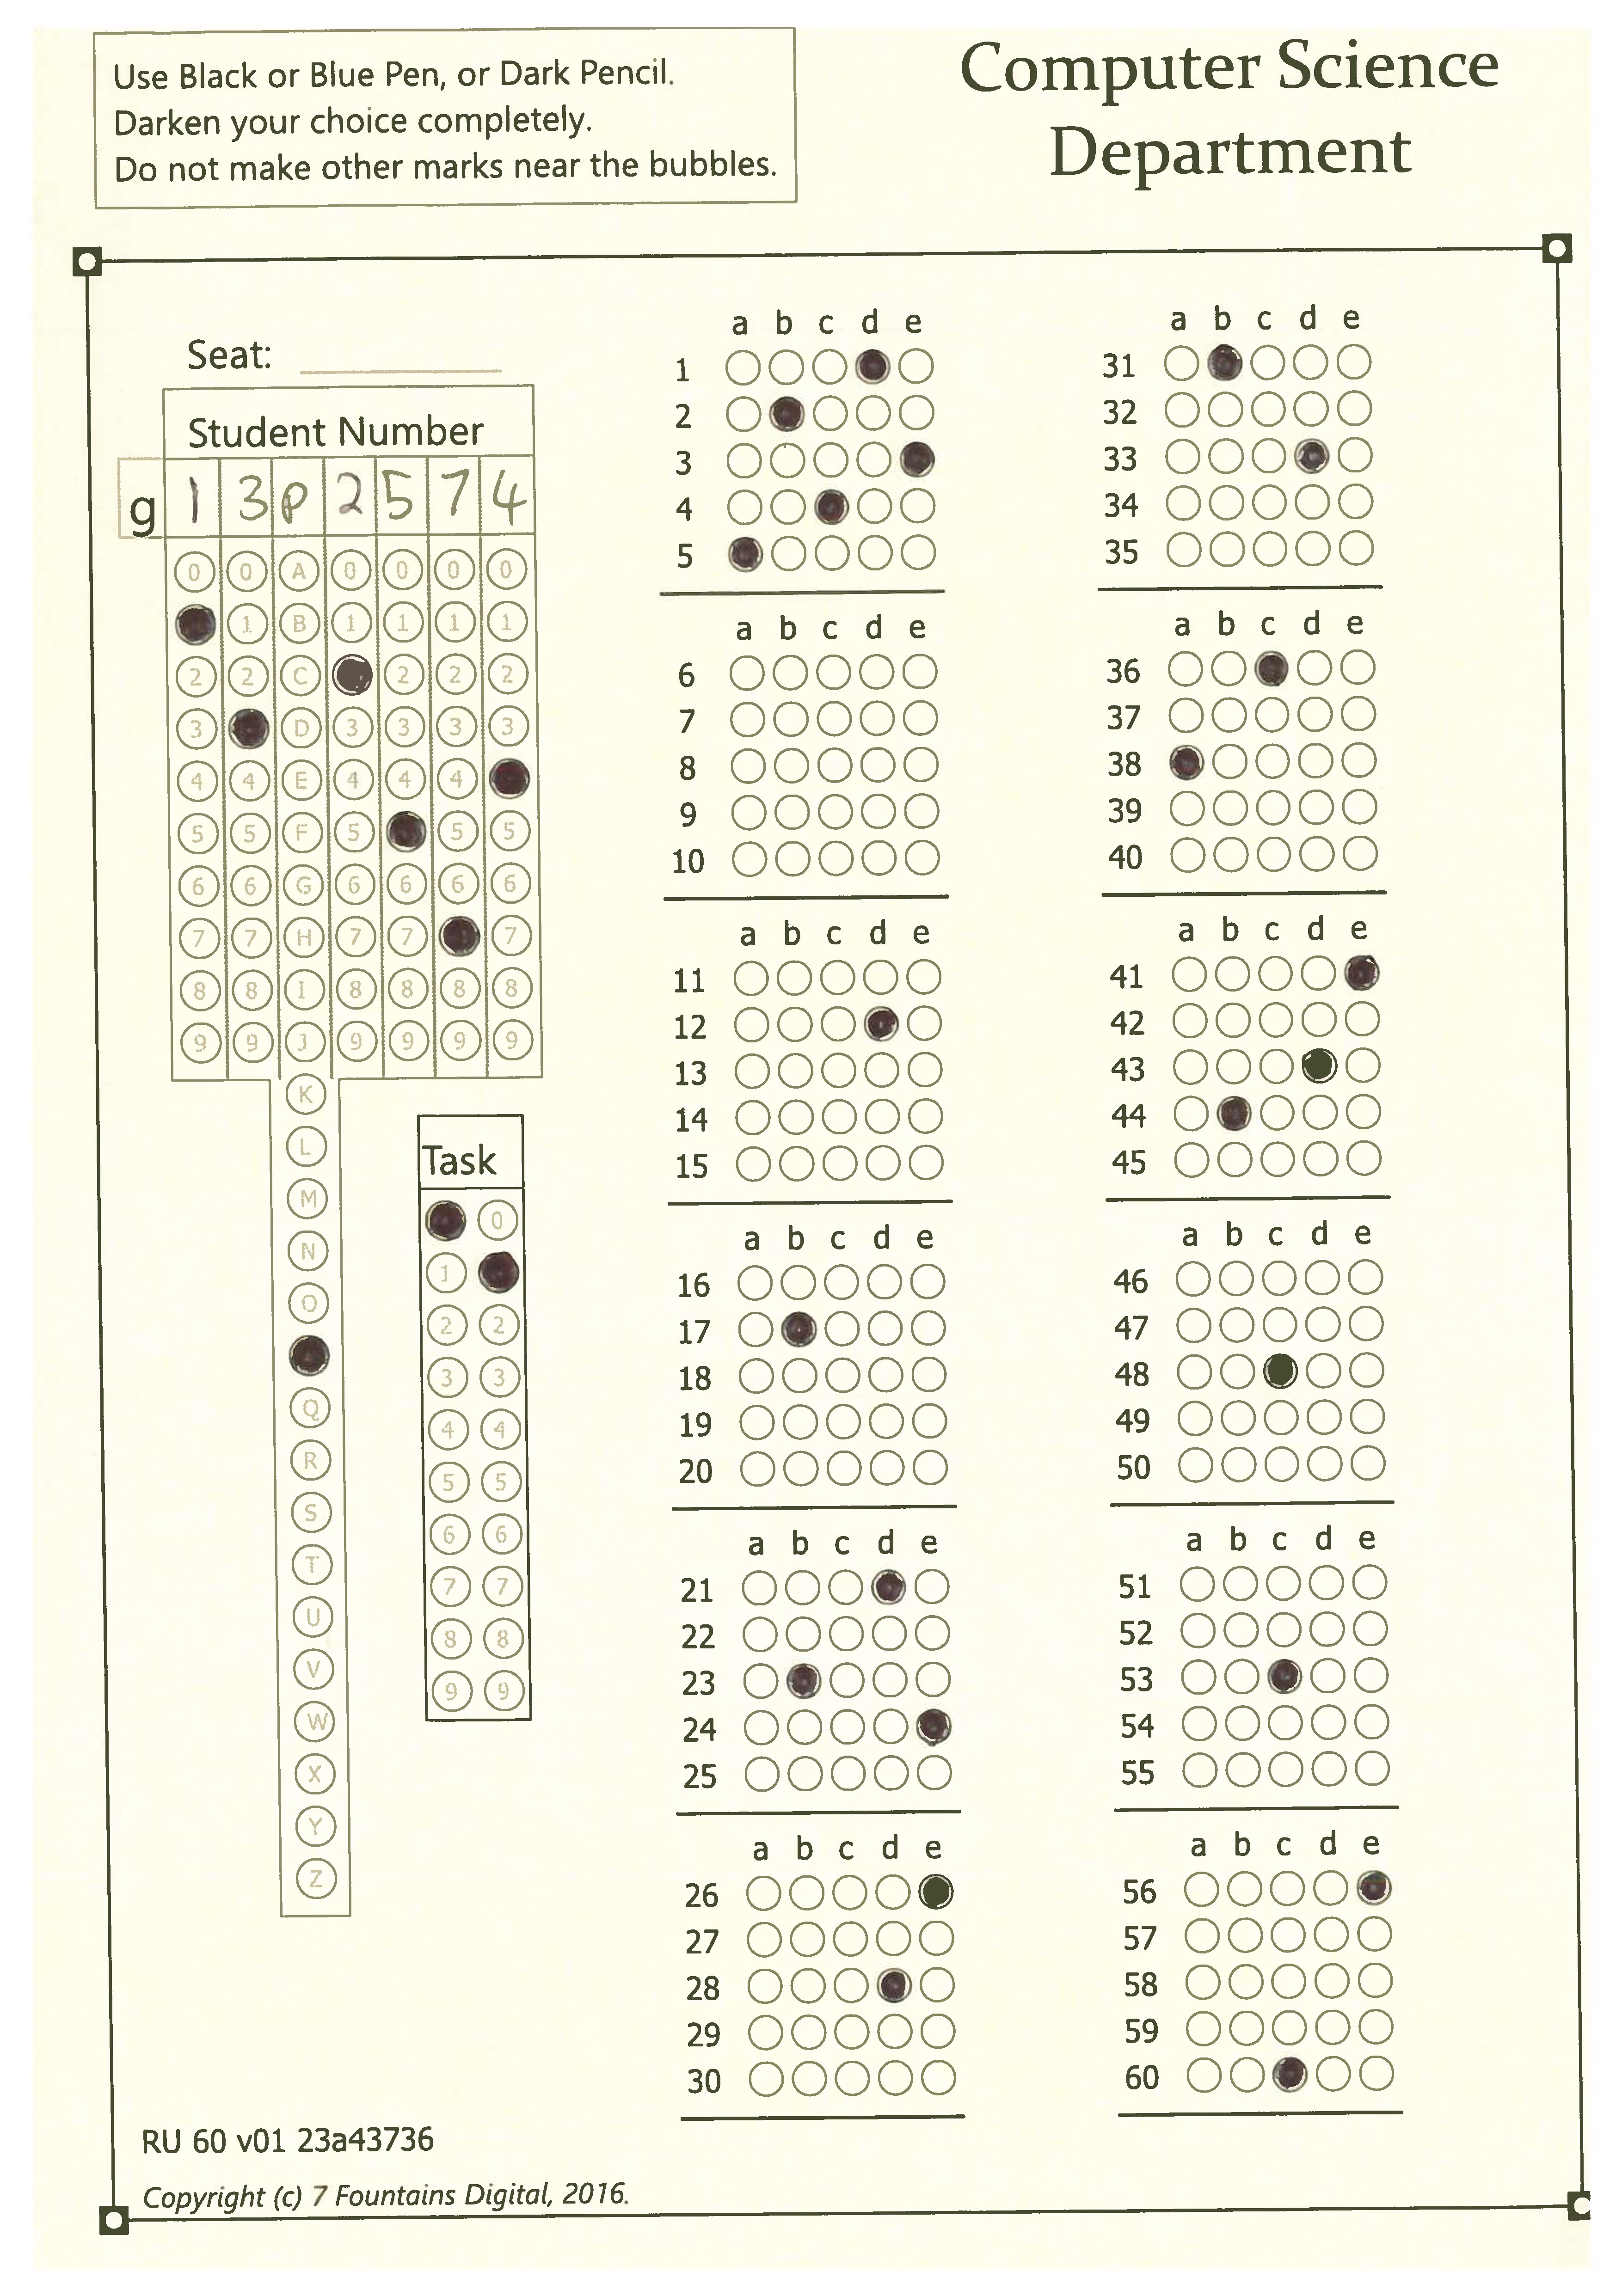 Use Black or Blue Pen, or Dark Pencil.
Darken your choice completely.
Do not make other marks near the bubbles.
Computer Science
Department
Seat:
Student Number
g 1 3 P 2 5 7 4
0 0 A 0 0 0 0
1 B 1 1 1 1
2 2 C 2 2 2
3 D 3 3 3 3
4 4 E 4 4 4
5 5 F 5 5 5
6 6 G 6 6 6 6
7 7 H 7 7 7
8 8 I 8 8 8 8
9 9 J 9 9 9 9
K
L
M
N
O
Q
R
S
T
U
V
W
X
Y
Z
Task
0
1
2 2
3 3
4 4
5 5
6 6
7 7
8 8
9 9
a b c d e
1
2
3
4
5
a b c d e
6
7
8
9
10
a b c d e
11
12
13
14
15
a b c d e
16
17
18
19
20
a b c d e
21
22
23
24
25
a b c d e
26
27
28
29
30
a b c d e
31
32
33
34
35
a b c d e
36
37
38
39
40
a b c d e
41
42
43
44
45
a b c d e
46
47
48
49
50
a b c d e
51
52
53
54
55
a b c d e
56
57
58
59
60
RU 60 v01 23a43736
Copyright (c) 7 Fountains Digital, 2016.